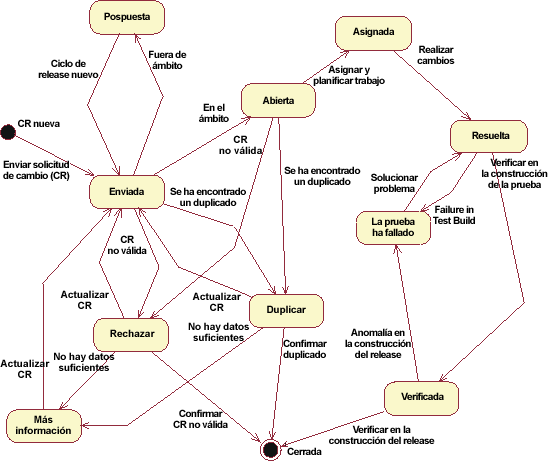 Pospuesta
Asignada
Ciclo de
release nuevo
Fuera de
ámbito
Realizar
cambios
Asignar y
planificar trabajo
Abierta
En el
ámbito
CR nueva
CR
no válida
Resuelta
Enviar solicitud
de cambio (CR)
Verificar en
la construcción
de la prueba
Se ha encontrado
un duplicado
Solucionar
problema
Enviada
Se ha encontrado
un duplicado
Failure in
Test Build
La prueba
ha fallado
CR
no válida
Actualizar
CR
Actualizar
CR
Duplicar
Rechazar
No hay datos
suficientes
Anomalía en
la construcción
del release
Confirmar
duplicado
No hay datos
suficientes
Actualizar
CR
Verificada
Más
información
Confirmar
CR no válida
Verificar en la
construcción del release
Cerrada